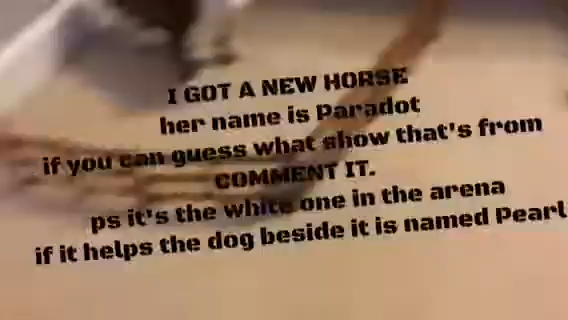 I GOT A NEW HORSE
her name is Paradot
if you can guess what show that's from
COMMENT IT.
ps it's the white one in the arena
if it helps the dog beside it is named Pearl